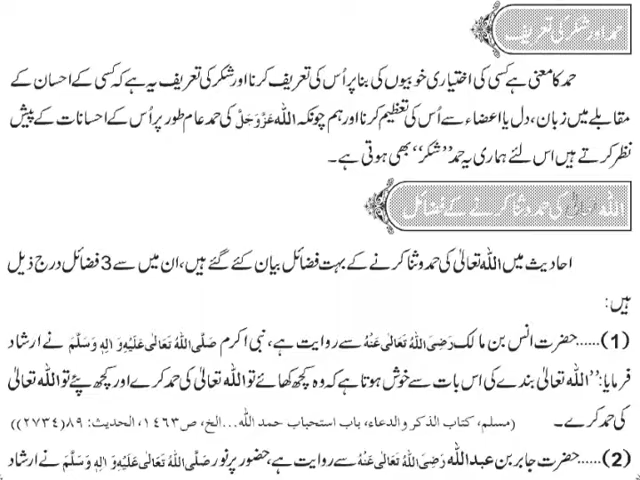 حمد اور شکر کی تعریف
حمد کا معنی ہے کسی کی اختیاری خوبیوں کی بنا پر اُس کی تعریف کرنا اور شکر کی تعریف یہ ہے کہ کسی کے احسان کے
مقابلے میں زبان، دل یا اعضاء سے اُس کی تعظیم کرنا اور ہم چونکہ اللہ عَزَّوَجَلَّ کی حمد عام طور پر اُس کے احسانات کے پیش
نظر کرتے ہیں اس لئے ہماری یہ حمد ”شکر“ بھی ہوتی ہے۔
اللہ تعالیٰ کی حمد و ثنا کرنے کے فضائل
احادیث میں اللہ تعالیٰ کی حمد و ثنا کرنے کے بہت فضائل بیان کئے گئے ہیں، ان میں سے 3 فضائل درج ذیل
ہیں:
(1)......حضرت انس بن مالک رَضِیَ اللہُ تَعَالٰی عَنْہُ سے روایت ہے، نبی اکرم صَلَّی اللہُ تَعَالٰی عَلَیْہِ وَاٰلِہٖ وَسَلَّمَ نے ارشاد
فرمایا: ”اللہ تعالیٰ بندے کی اس بات سے خوش ہوتا ہے کہ وہ کچھ کھائے تو اللہ تعالیٰ کی حمد کرے اور کچھ پئے تو اللہ تعالیٰ
کی حمد کرے۔ (مسلم، کتاب الذکر والدعاء، باب استحباب حمد اللہ...الخ، ص۱۴۶۳، الحدیث: ۸۹(۲۷۳۴))
(2)......حضرت جابر بن عبداللہ رَضِیَ اللہُ تَعَالٰی عَنْہُ سے روایت ہے، حضور پر نور صَلَّی اللہُ تَعَالٰی عَلَیْہِ وَاٰلِہٖ وَسَلَّمَ نے ارشاد